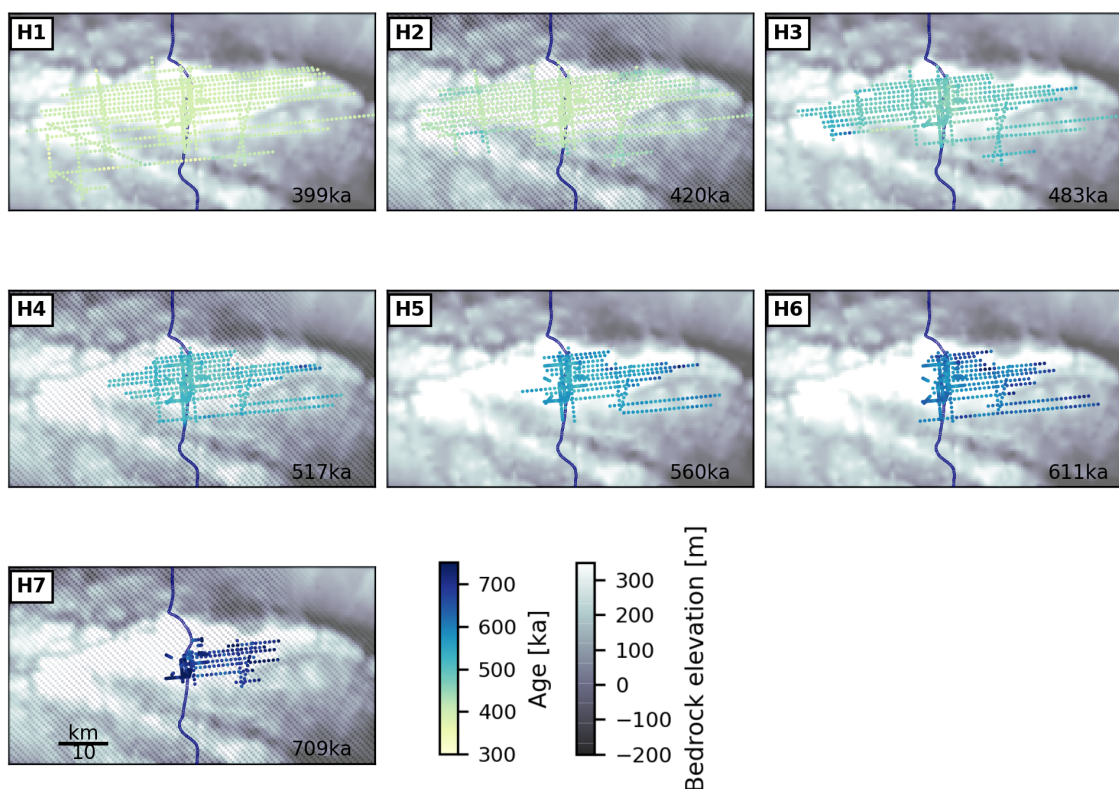 H1
399ka
H2
420ka
H3
483ka
H4
517ka
H5
560ka
H6
611ka
H7
km
10
709ka
700
600
500
400
300
Age [ka]
300
200
100
0
−100
−200
Bedrock elevation [m]